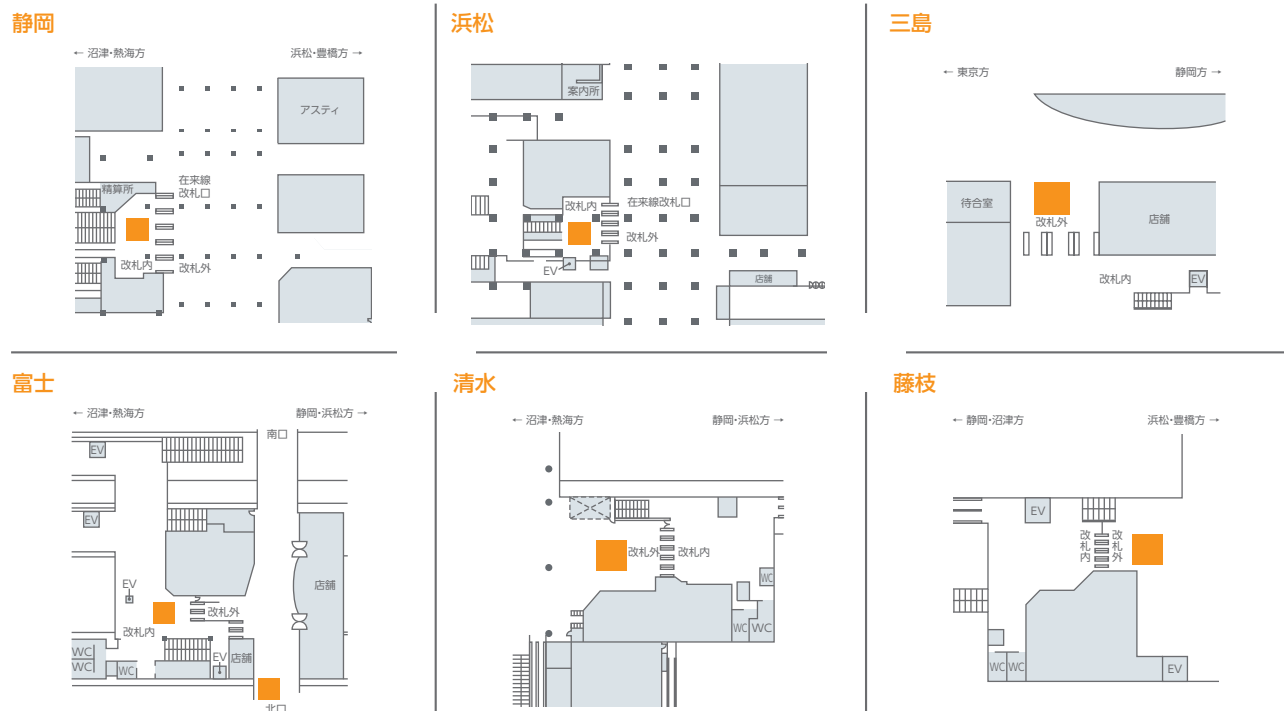 静岡
← 沼津・熱海方
浜松・豊橋方 →
アスティ
精算所
在来線
改札口
改札内
改札外
浜松
案内所
改札内
在来線改札口
改札外
EV
店舗
三島
← 東京方
静岡方 →
待合室
改札外
店舗
改札内
EV
富士
← 沼津・熱海方
静岡・浜松方 →
南口
EV
EV
EV
店舗
改札外
改札内
WC
WC
WC
EV
店舗
北口
清水
← 沼津・熱海方
静岡・浜松方 →
改札外
改札内
WC
WC
WC
藤枝
← 静岡・沼津方
浜松・豊橋方 →
EV
改札内
改札外
WC
WC
EV